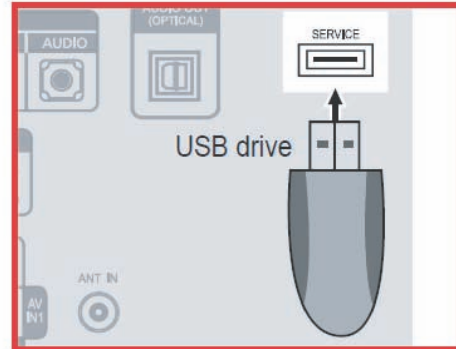 AUDIO OUT
(OPTICAL)
AUDIO
SERVICE
USB drive
ANT IN
AV
IN1